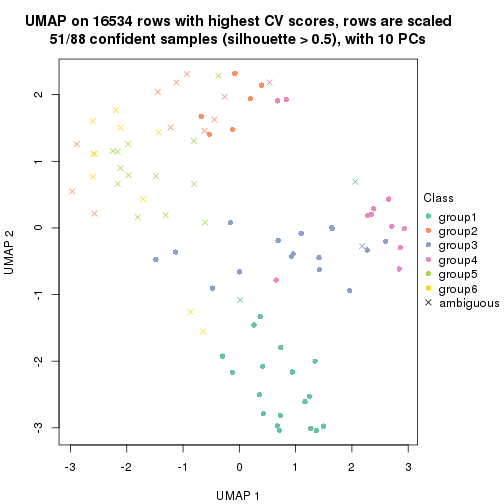 UMAP on 16534 rows with highest CV scores, rows are scaled
51/88 confident samples (silhouette > 0.5), with 10 PCs
2
1
0
-1
-2
-3
UMAP 2
-3
-2
-1
0
1
2
3
UMAP 1
Class
group1
group2
group3
group4
group5
group6
ambiguous